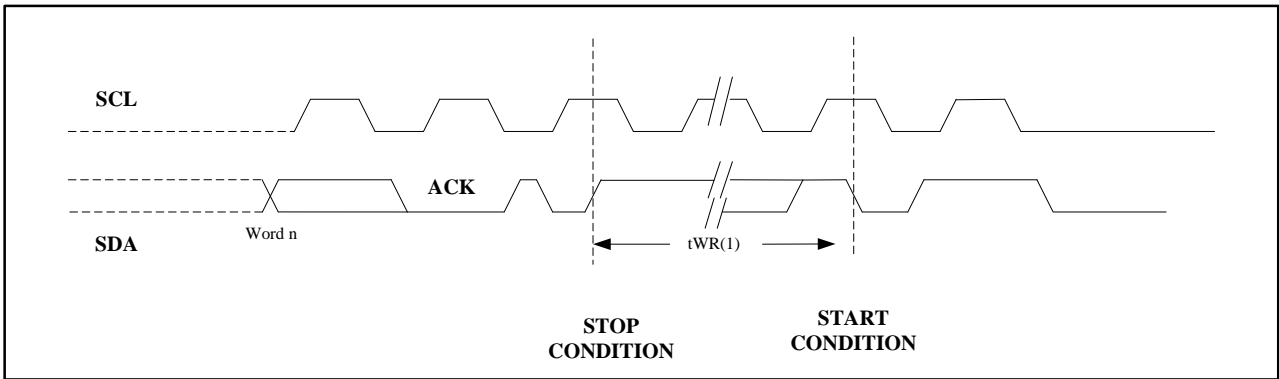 SCL
ACK
Word n
SDA
tWR(1)
STOP
CONDITION
START
CONDITION